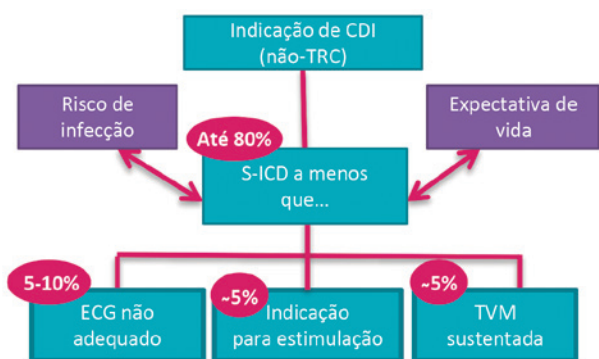 Indicação de CDI
(não-TRC)
Risco de
infecção
Expectativa de
vida
Até 80%
S-ICD a menos
que...
5-10%
ECG não
adequado
~5%
Indicação
para estimulação
~5%
TVM
sustentada